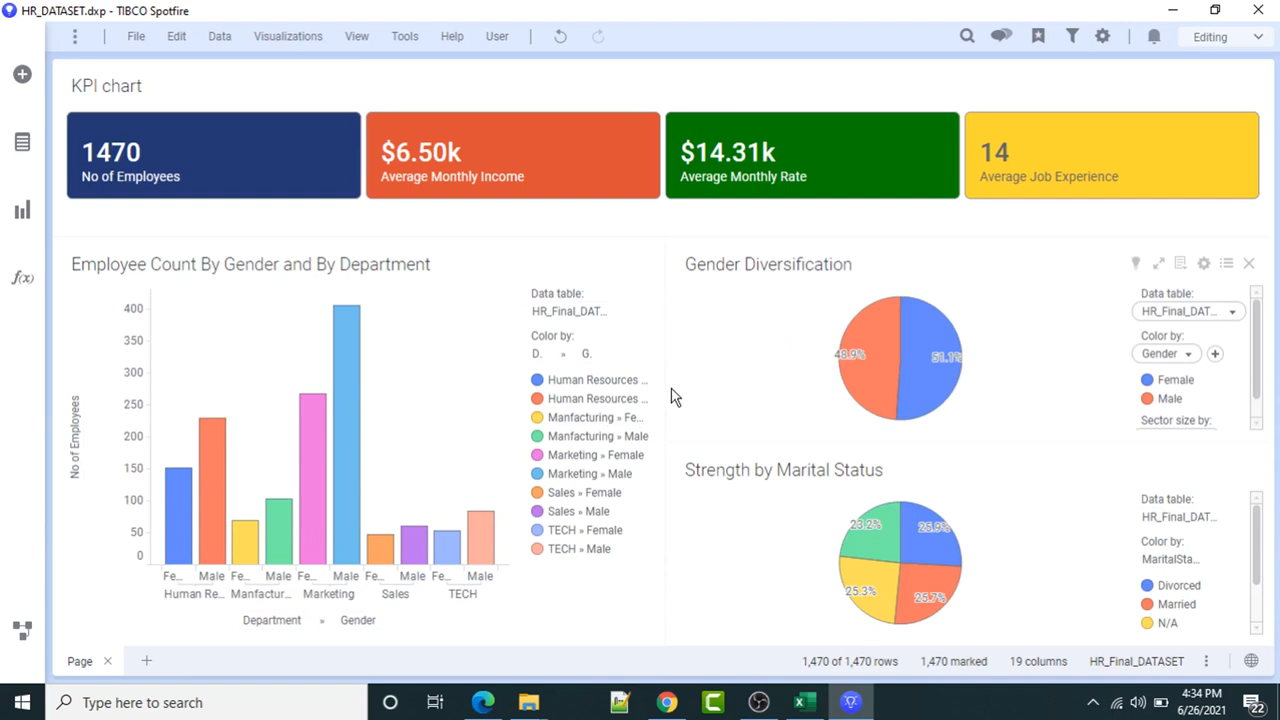 HR_DATASET.dxp - TIBCO Spotfire
File Edit Data Visualizations View Tools Help User Editing
KPI chart
1470
No of Employees
$6.50k
Average Monthly Income
$14.31k
Average Monthly Rate
14
Average Job Experience
Employee Count By Gender and By Department
No of Employees
400
350
300
250
200
150
100
50
0
Fe... Male Fe... Male Fe... Male Fe... Male Fe... Male
Human Re... Manfactur... Marketing Sales TECH
Department » Gender
Data table:
HR_Final_DAT...
Color by:
D. » G.
Human Resources ...
Human Resources ...
Manfacturing » Fe...
Manfacturing » Male
Marketing » Female
Marketing » Male
Sales » Female
Sales » Male
TECH » Female
TECH » Male
Gender Diversification
48.9%
51.1%
Data table:
HR_Final_DAT...
Color by:
Gender
Female
Male
Sector size by:
Strength by Marital Status
23.2%
25.9%
25.3%
25.7%
Data table:
HR_Final_DAT...
Color by:
MaritalSta...
Divorced
Married
N/A
f(x)
Page
1,470 of 1,470 rows 1,470 marked 19 columns HR_Final_DATASET
Type here to search
4:34 PM
6/26/2021
22